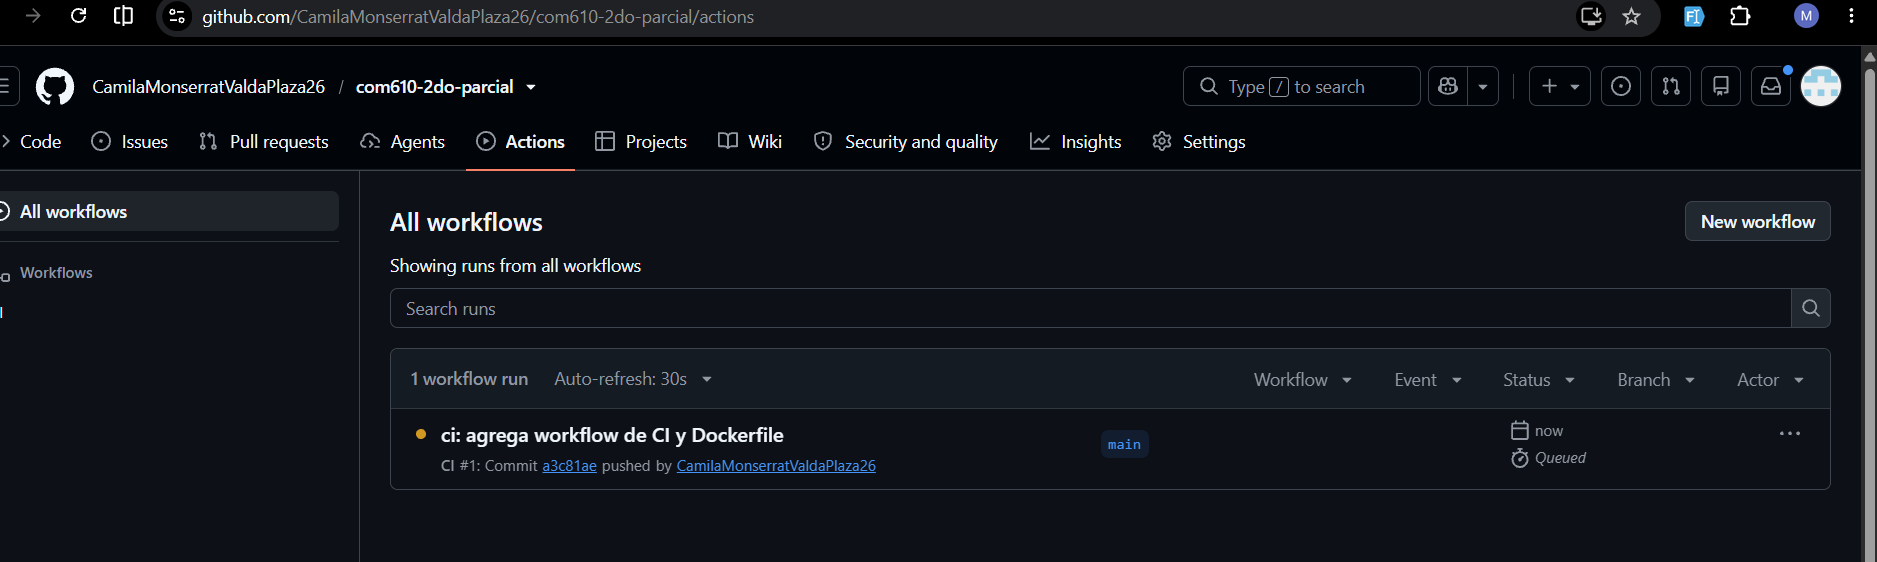 github.com/CamilaMonserratValdaPlaza26/com610-2do-parcial/actions
M
CamilaMonserratValdaPlaza26 / com610-2do-parcial
Type / to search
Code Issues Pull requests Agents Actions Projects Wiki Security and quality Insights Settings
All workflows
Workflows
All workflows
New workflow
Showing runs from all workflows
Search runs
1 workflow run Auto-refresh: 30s Workflow Event Status Branch Actor
ci: agrega workflow de CI y Dockerfile
CI #1: Commit a3c81ae pushed by CamilaMonserratValdaPlaza26
main
now
Queued